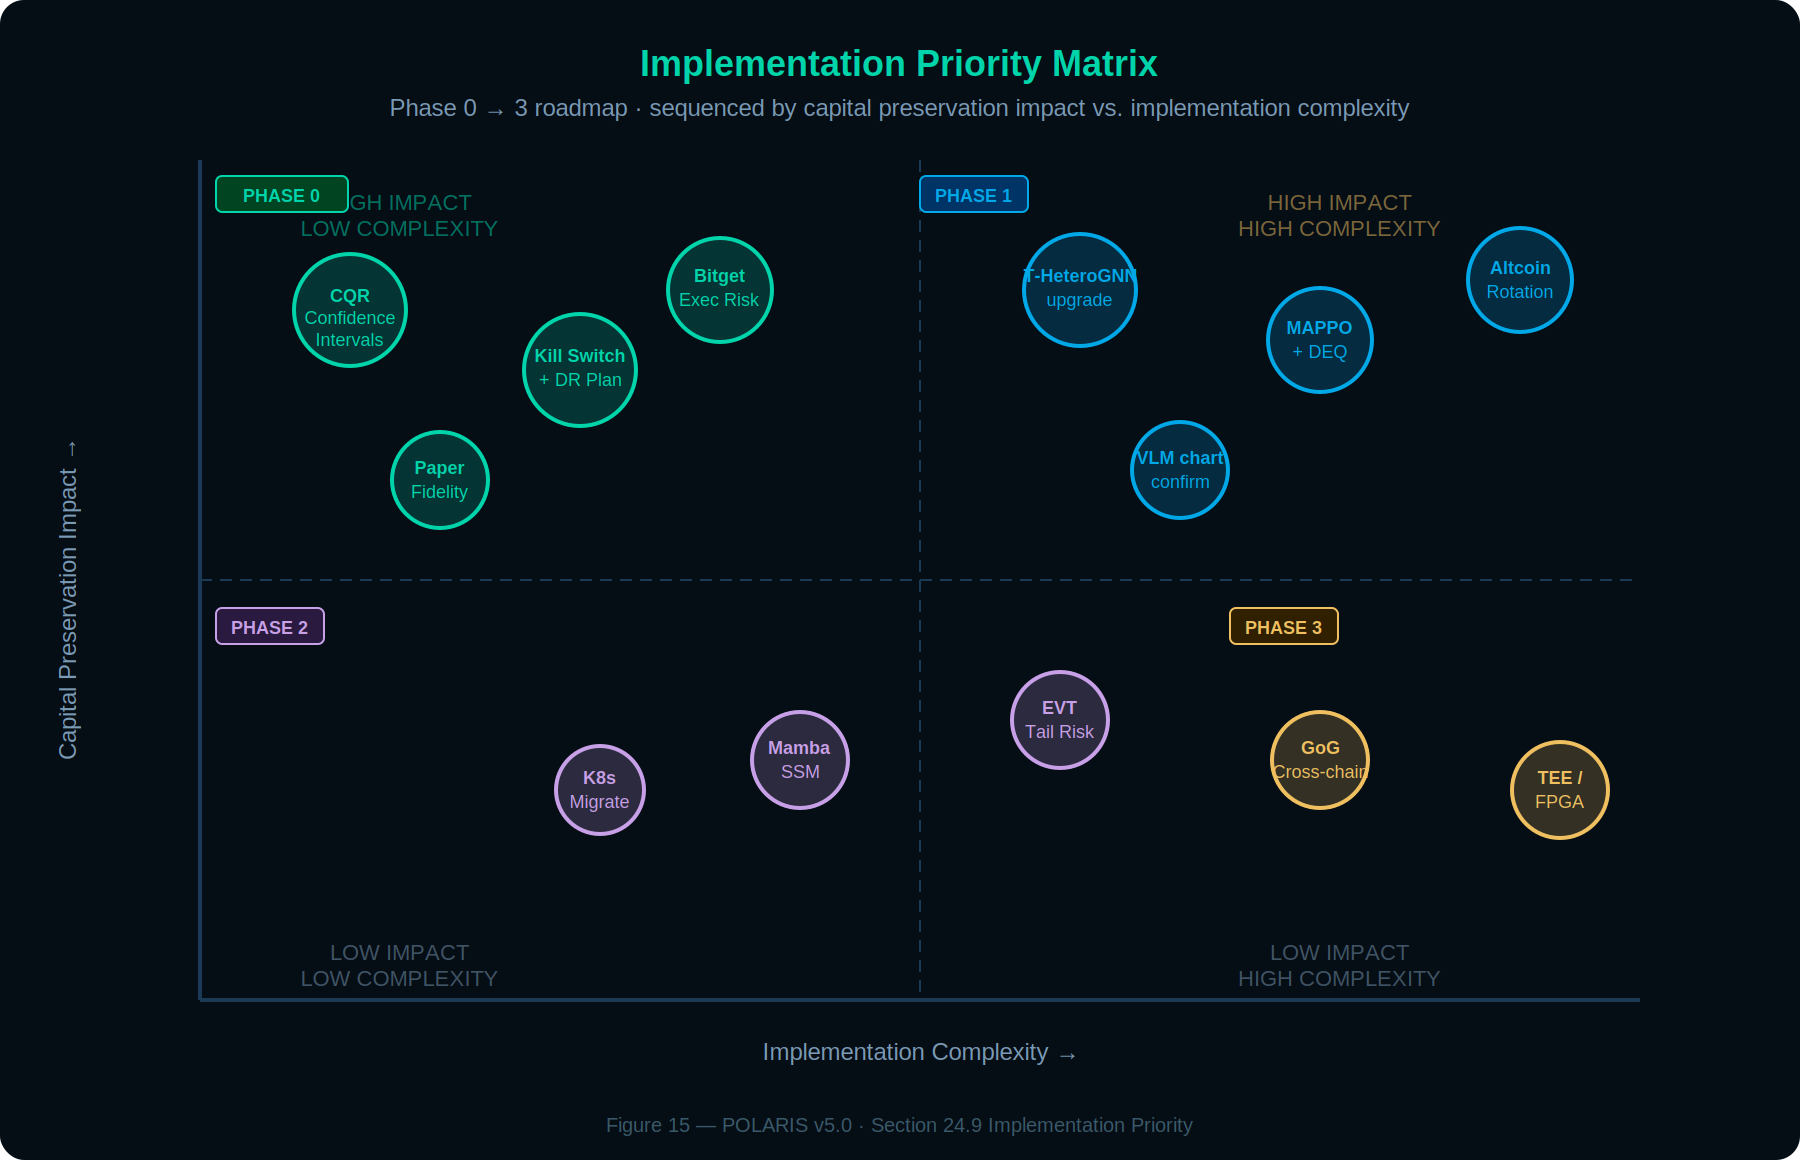 Implementation Priority Matrix
Phase 0 → 3 roadmap · sequenced by capital preservation impact vs. implementation complexity
PHASE 0
GH IMPACT
LOW COMPLEXITY
PHASE 1
HIGH IMPACT
HIGH COMPLEXITY
CQR
Confidence
Intervals
Kill Switch
+ DR Plan
Bitget
Exec Risk
Paper
Fidelity
T-HeteroGNN
upgrade
MAPPO
+ DEQ
Altcoin
Rotation
VLM chart
confirm
Capital Preservation Impact →
PHASE 2
PHASE 3
K8s
Migrate
Mamba
SSM
EVT
Tail Risk
GoG
Cross-chain
TEE /
FPGA
LOW IMPACT
LOW COMPLEXITY
LOW IMPACT
HIGH COMPLEXITY
Implementation Complexity →
Figure 15 — POLARIS v5.0 · Section 24.9 Implementation Priority